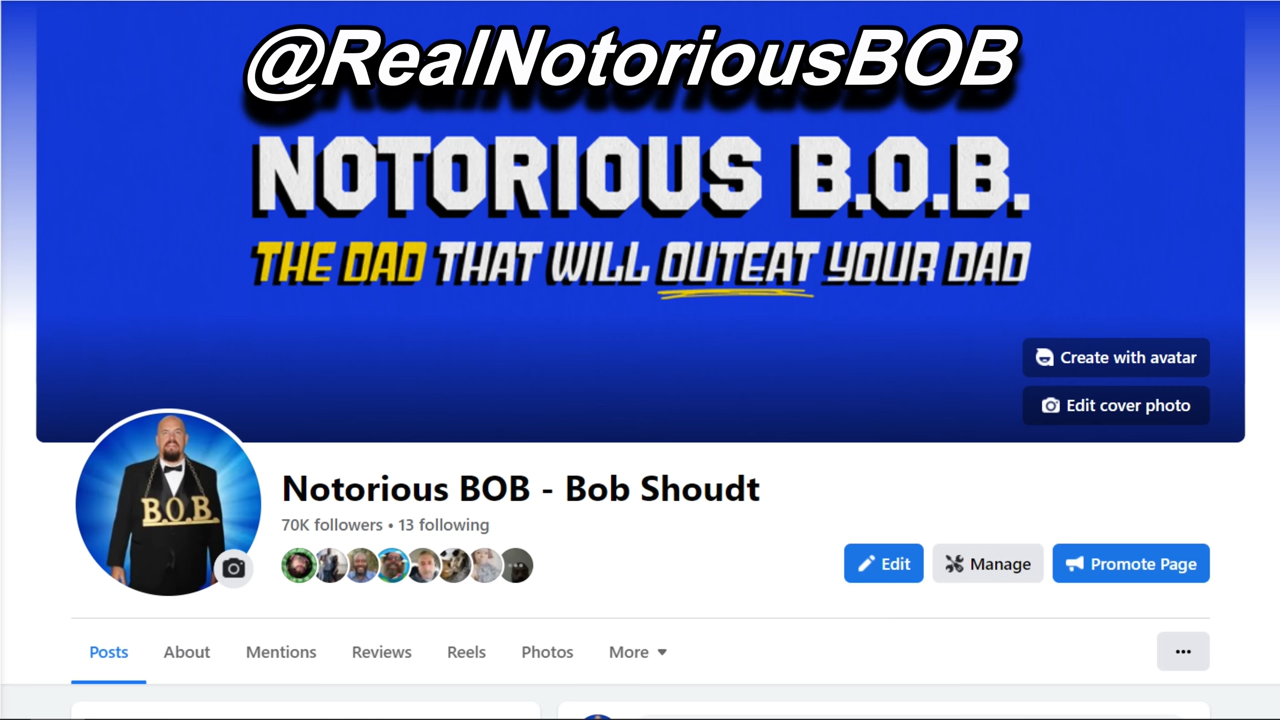 @RealNotoriousBOB
NOTORIOUS B.O.B.
THE DAD THAT WILL OUTEAT YOUR DAD
Create with avatar
Edit cover photo
B.O.B.
Notorious BOB - Bob Shoudt
70K followers • 13 following
Edit
Manage
Promote Page
Posts
About
Mentions
Reviews
Reels
Photos
More